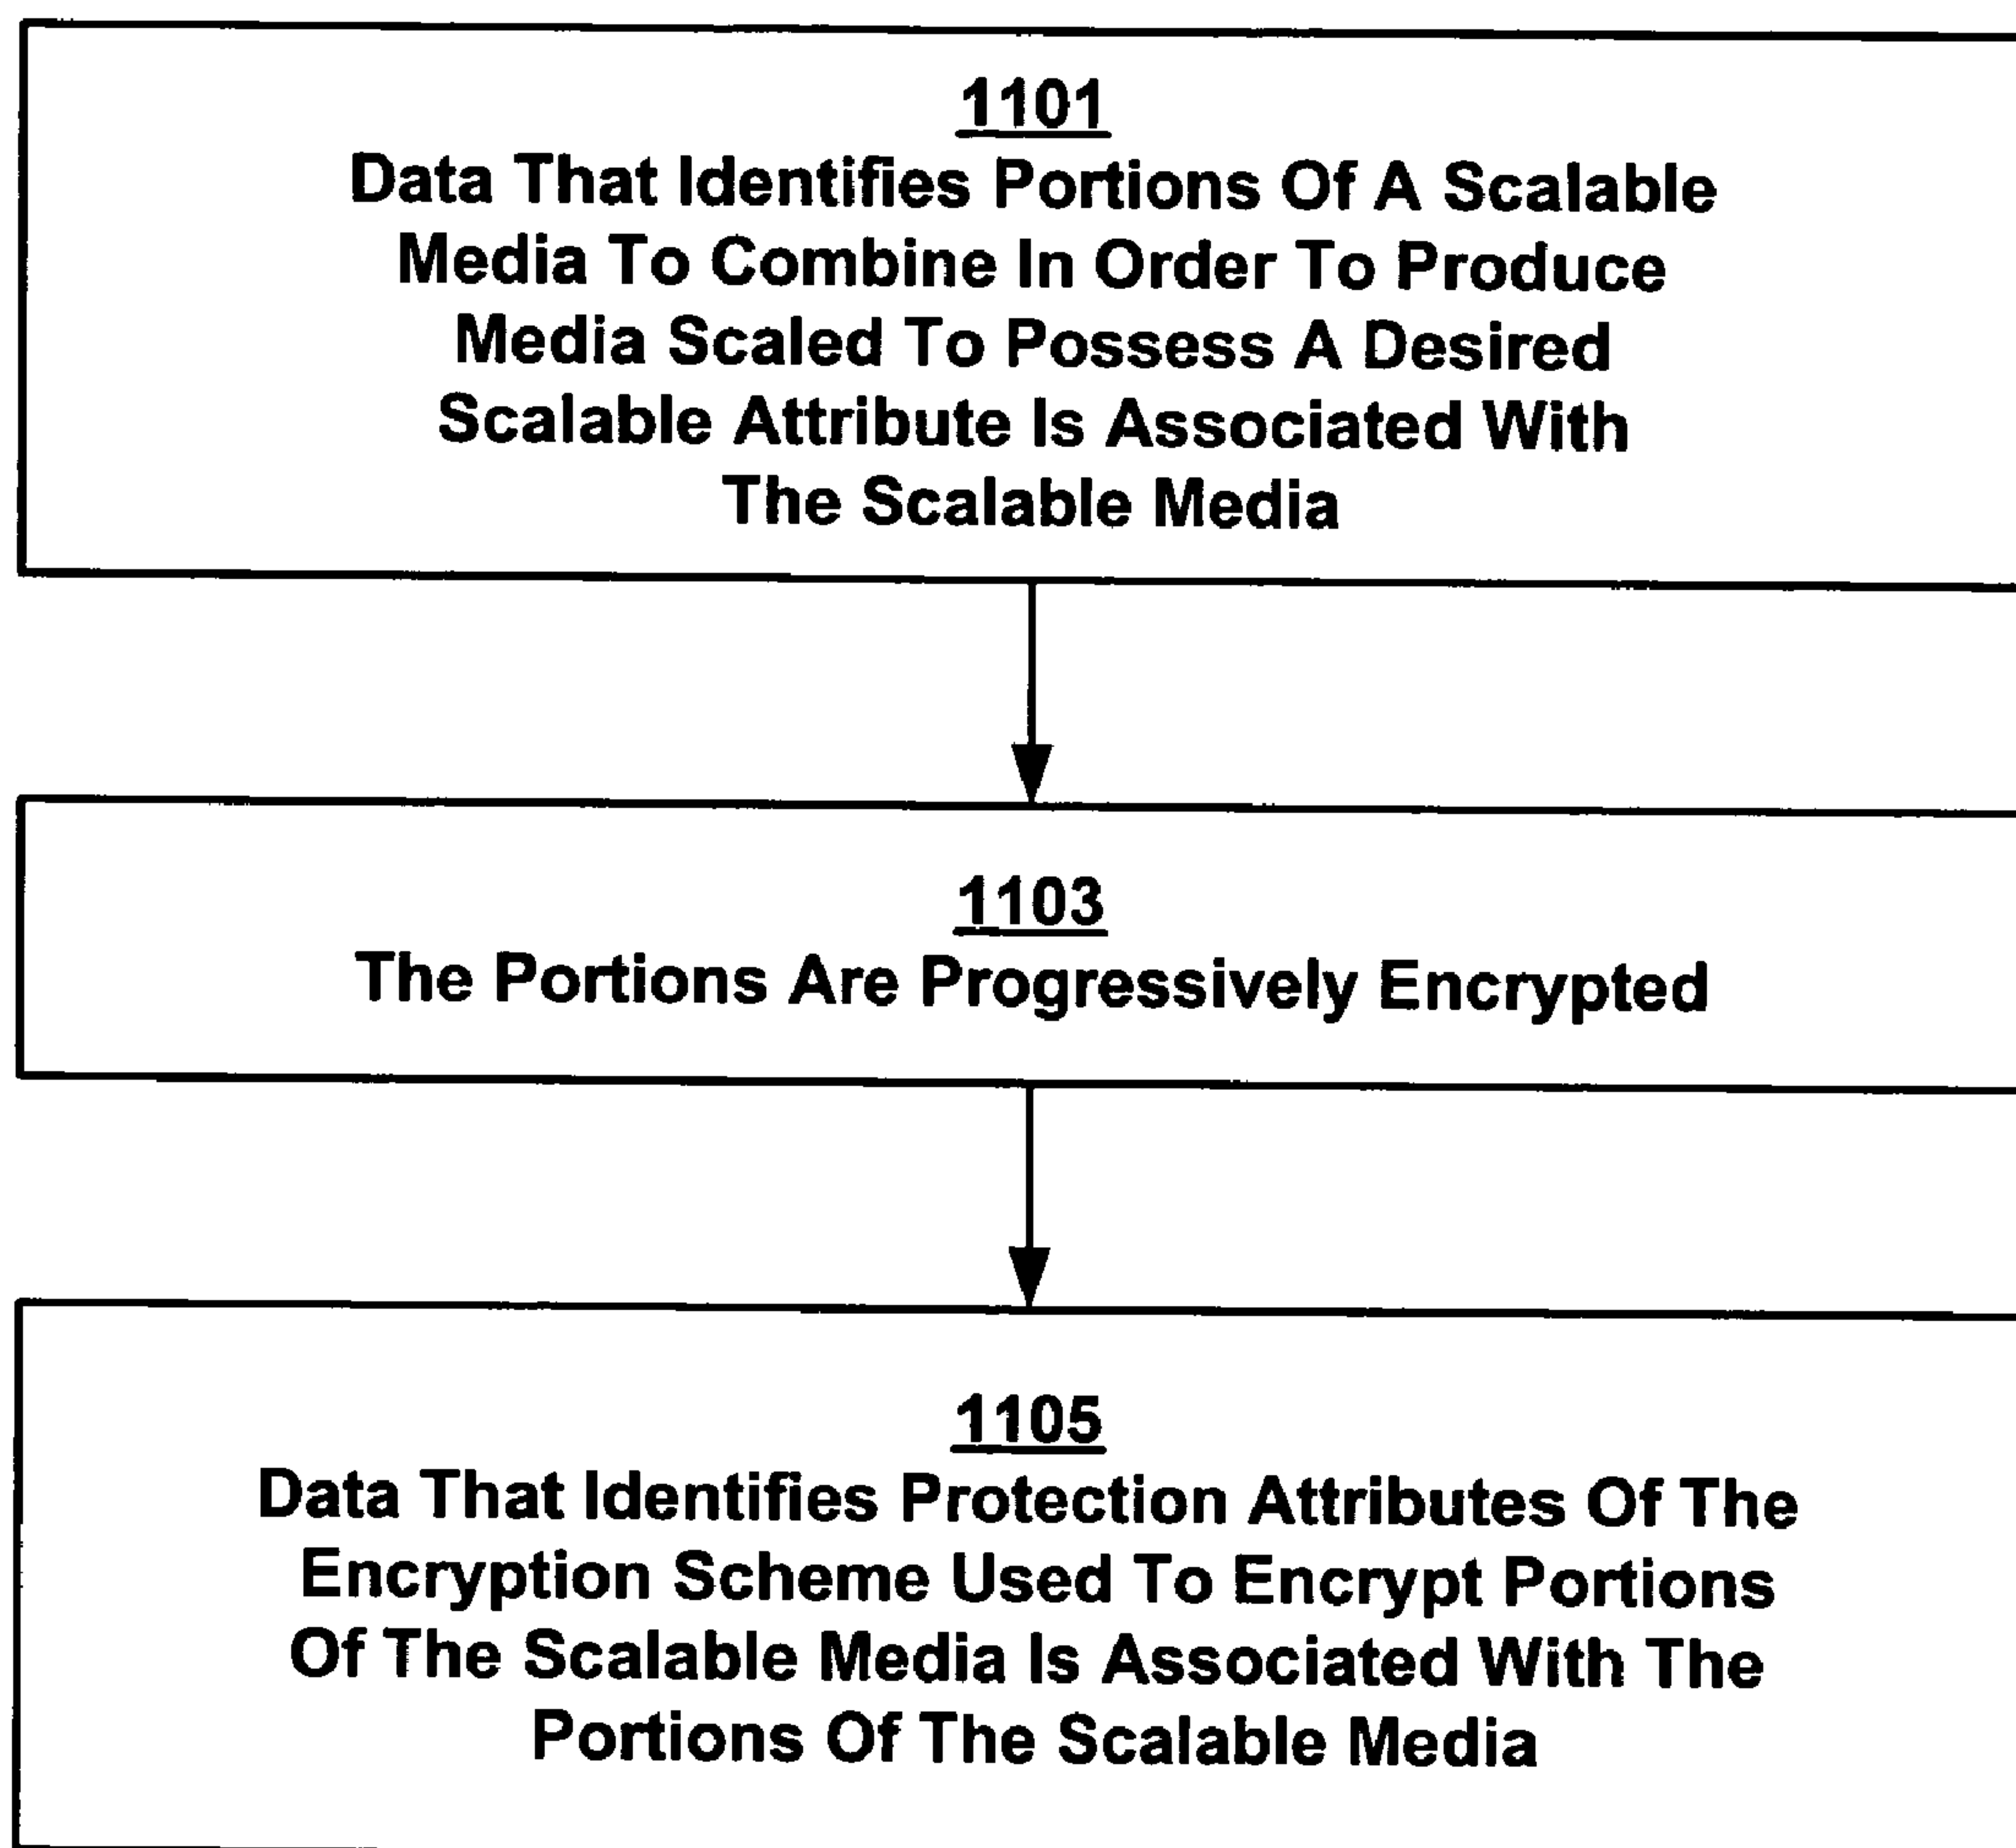 1101
Data That Identifies Portions Of A Scalable
Media To Combine In Order To Produce
Media Scaled To Possess A Desired
Scalable Attribute Is Associated With
The Scalable Media
1103
The Portions Are Progressively Encrypted
1105
Data That Identifies Protection Attributes Of The
Encryption Scheme Used To Encrypt Portions
Of The Scalable Media Is Associated With The
Portions Of The Scalable Media